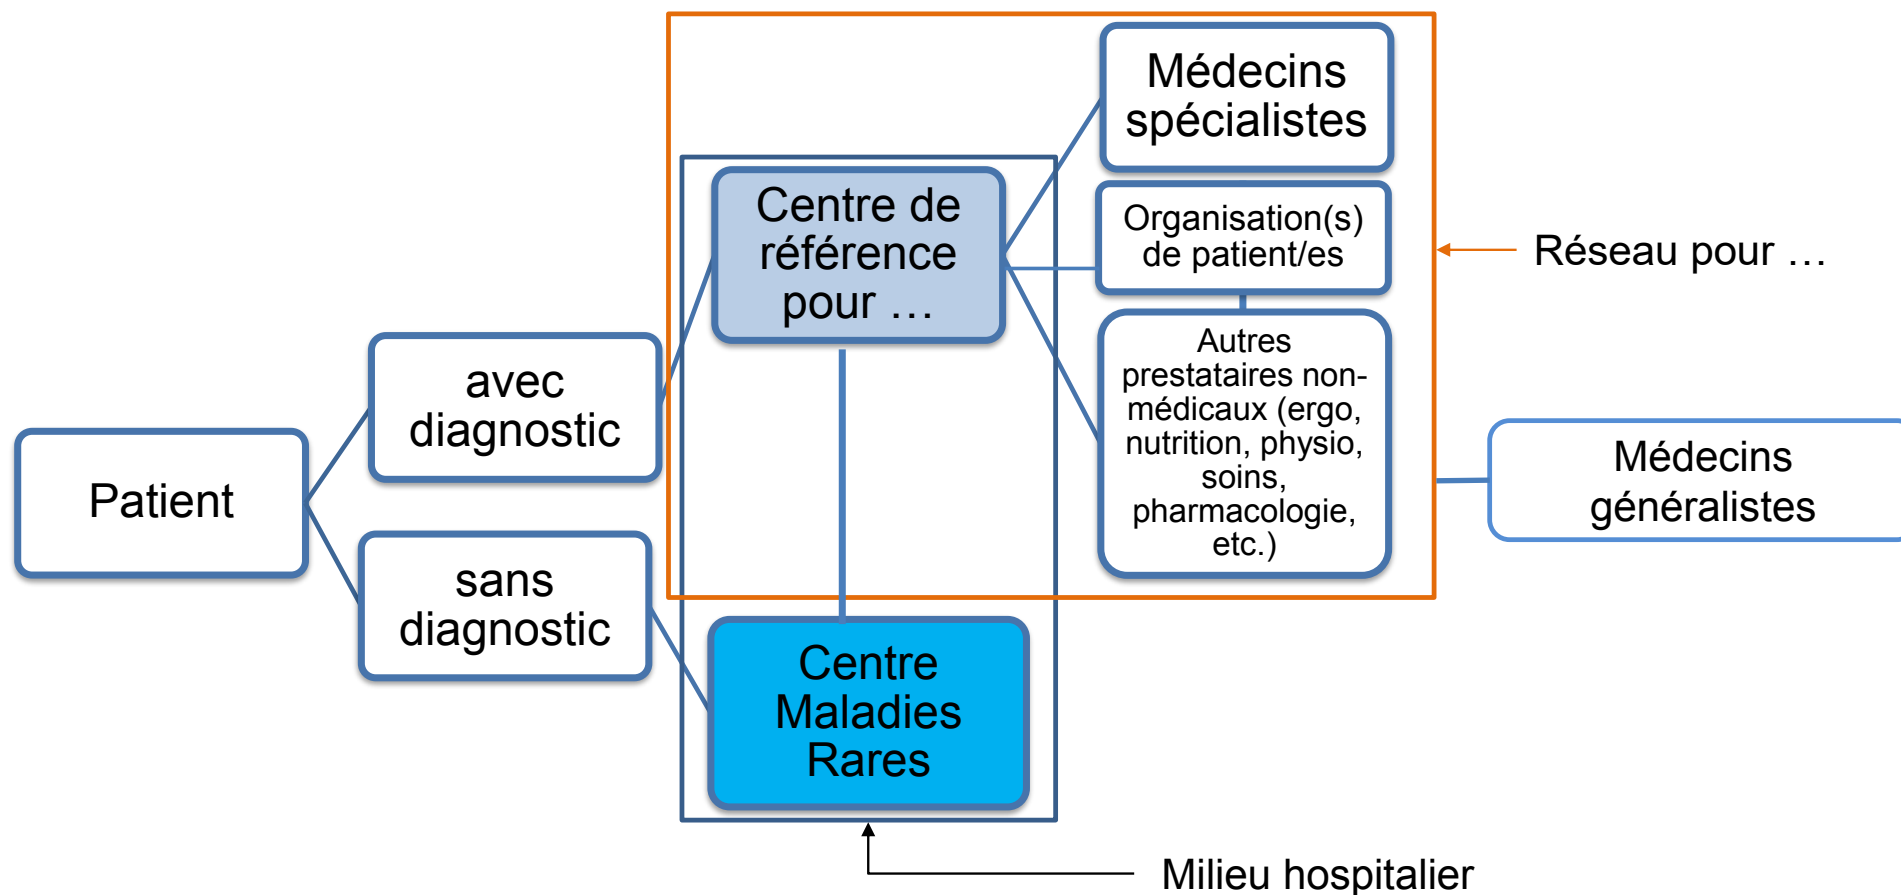 Médecins
spécialistes
Centre de
référence
pour …
Organisation(s)
de patient/es
Réseau pour …
avec
diagnostic
Autres
prestataires non-
médicaux (ergo,
nutrition, physio,
soins,
pharmacologie,
etc.)
Patient
Médecins
généralistes
sans
diagnostic
Centre
Maladies
Rares
Milieu hospitalier